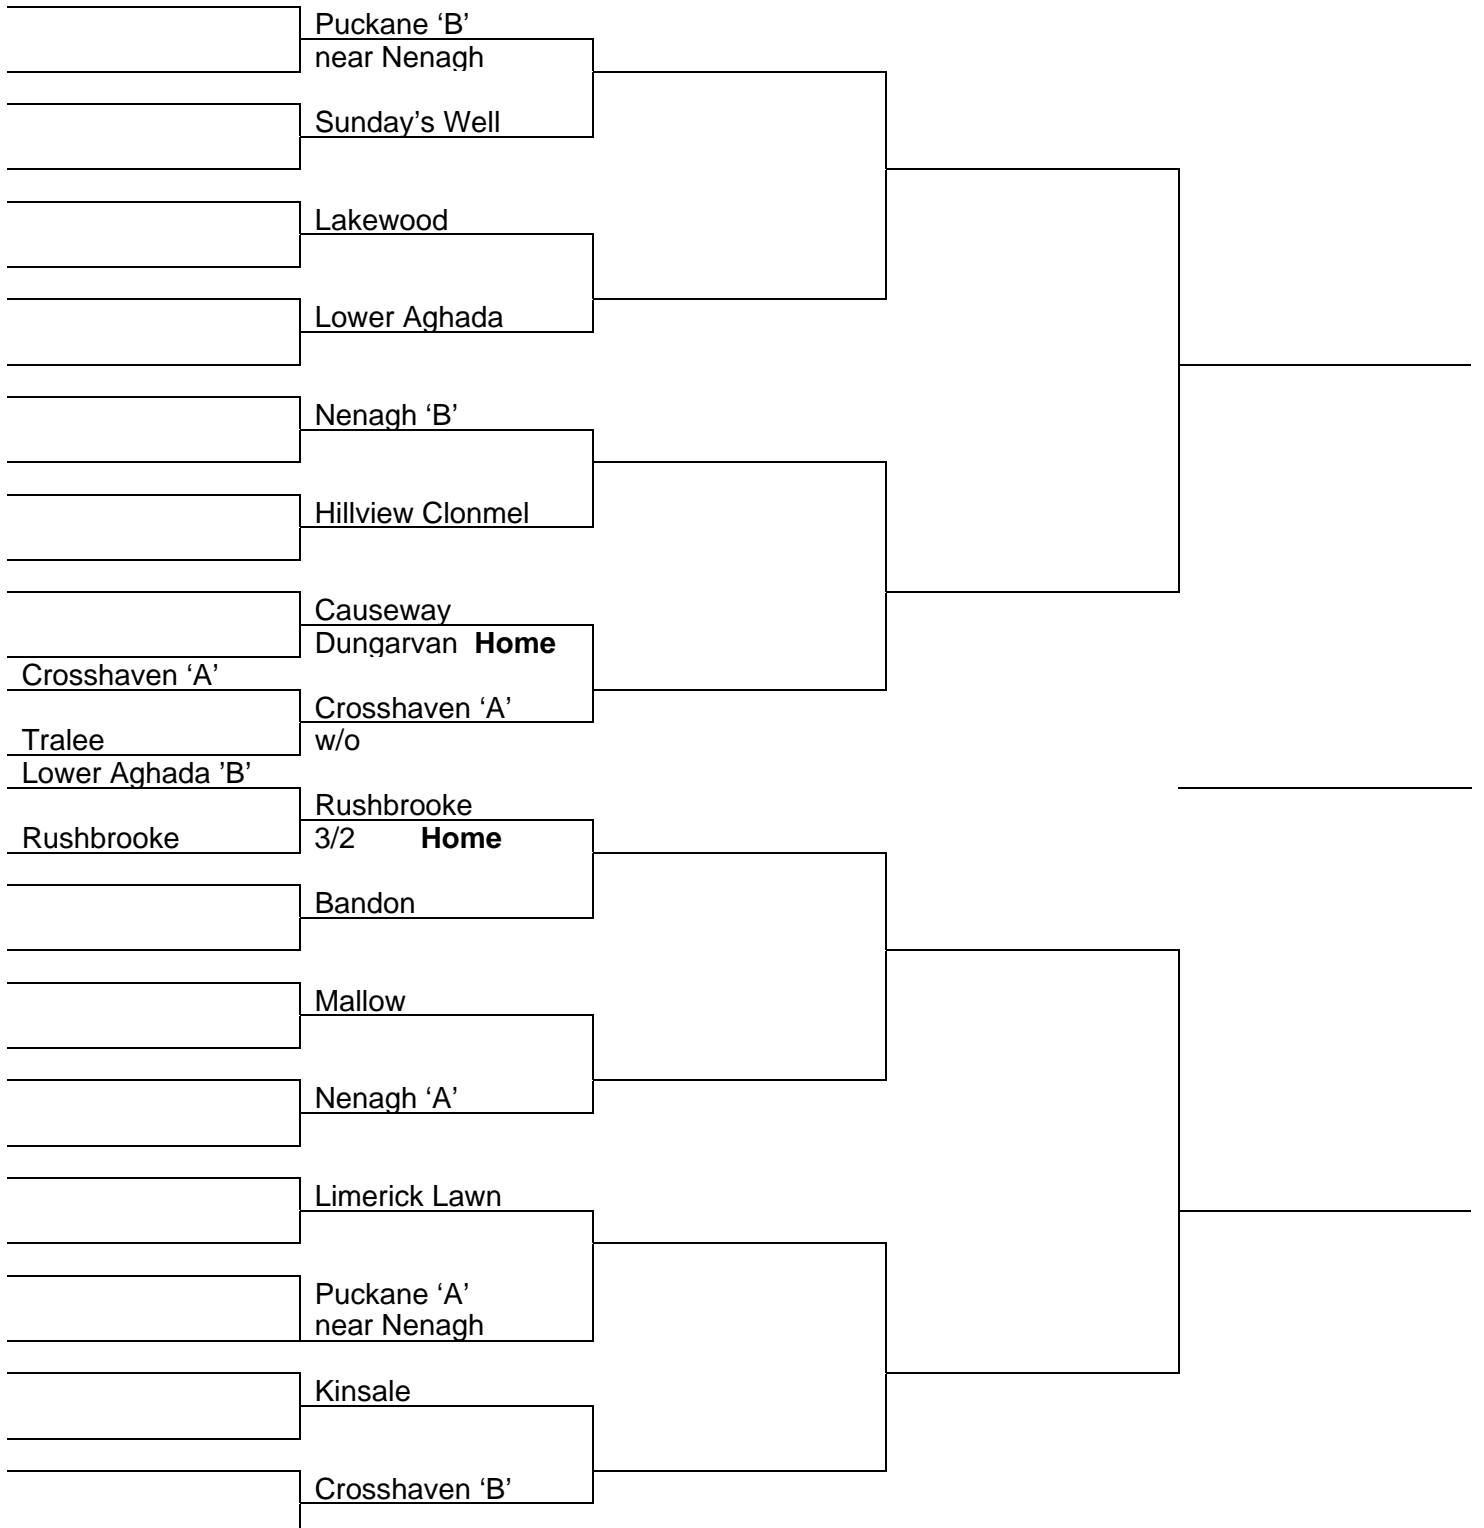 Puckane ‘B’
near Nenagh
Sunday’s Well
Lakewood
Lower Aghada
Nenagh ‘B’
Hillview Clonmel
Causeway
Dungarvan Home
Crosshaven ‘A’
Crosshaven ‘A’
Tralee
w/o
Lower Aghada ’B’
Rushbrooke
Rushbrooke
3/2 Home
Bandon
Mallow
Nenagh ‘A’
Limerick Lawn
Puckane ‘A’
near Nenagh
Kinsale
Crosshaven ‘B’